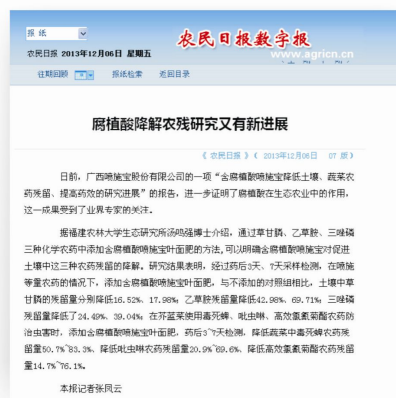 报 纸
农民日报 2013年12月06日 星期五
农民日报数字报
www.agricn.cn
往期回顾 报纸检索 返回目录
腐植酸降解农残研究又有新进展
《 农民日报 》( 2013年12月06日 07 版)
日前，广西喷施宝股份有限公司的一项“含腐植酸喷施宝降低土壤、蔬菜农
药残留、提高药效的研究进展”的报告，进一步证明了腐植酸在生态农业中的作用，
这一成果受到了业界专家的关注。
据福建农林大学生态研究所汤鸣强博士介绍，通过草甘膦、乙草胺、三唑磷
三种化学农药中添加含腐植酸喷施宝叶面肥的方法,可以明确含腐植酸喷施宝对促进
土壤中这三种农药残留的降解。研究结果表明，经过药后3天、7天采样检测，在喷施
等量农药的情况下，添加含腐植酸喷施宝叶面肥，与不添加的对照组相比，土壤中草
甘膦的残留量分别降低16.52%、17.98%；乙草胺残留量降低42.98%、69.71%；三唑磷
残留量降低了24.49%、39.04%；在芥蓝菜使用毒死蜱、吡虫啉、高效氯氰菊酯农药防
治虫害时，添加含腐植酸喷施宝叶面肥，药后3~7天检测，降低蔬菜中毒死蜱农药残
留量50.7%~83.3%、降低吡虫啉农药残留量20.9%~69.6%、降低高效氯氰菊酯农药残留
量14.7%~76.1%。
本报记者张凤云